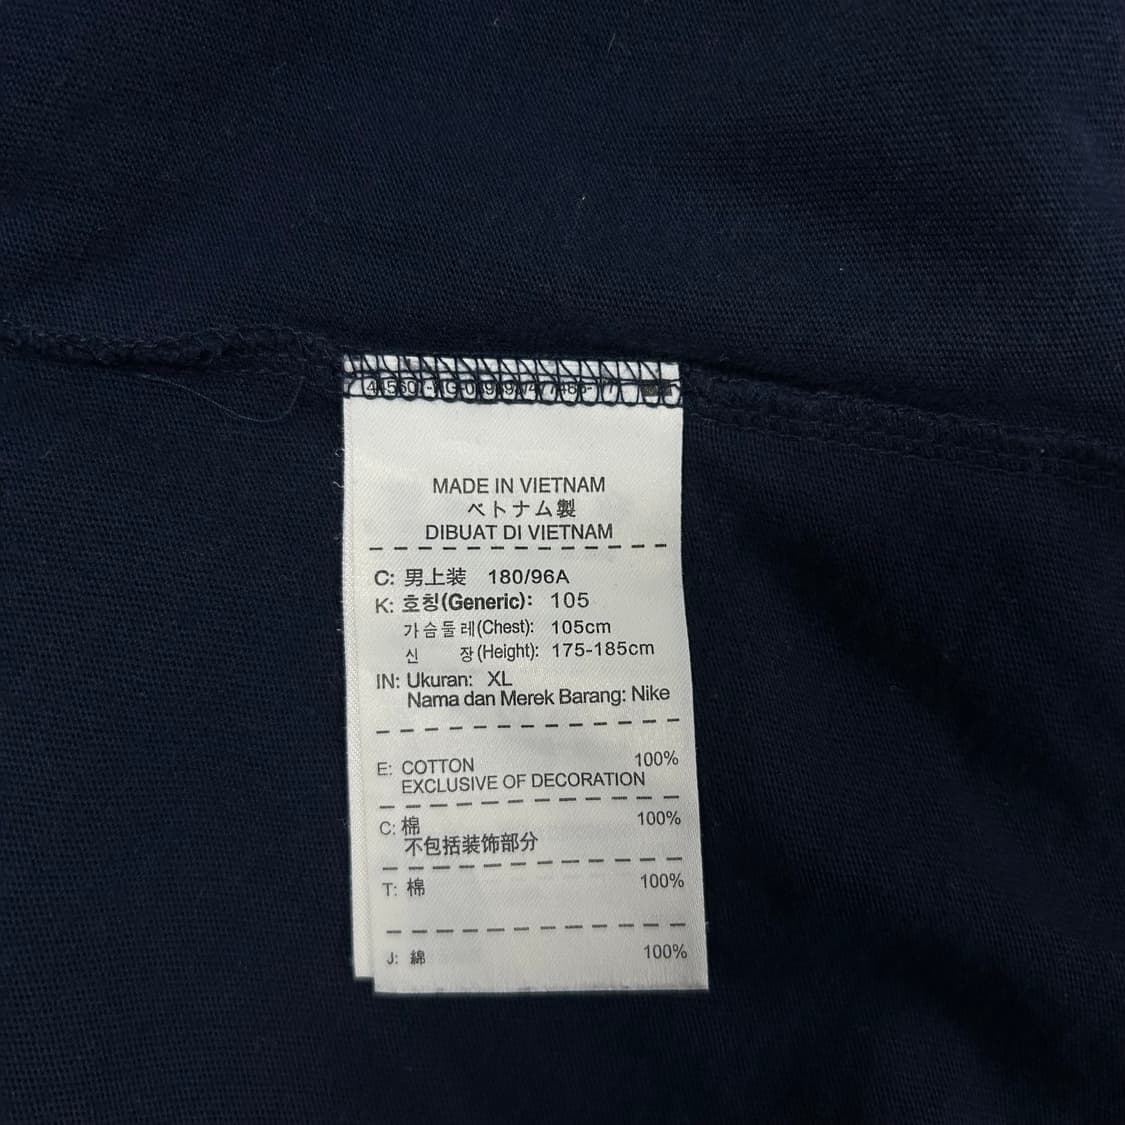 MADE IN VIETNAM
ベトナム製
DIBUAT DI VIETNAM
C: 男上装 180/96A
K: 호칭(Generic): 105
가슴둘레(Chest): 105cm
신 장(Height): 175-185cm
IN: Ukuran: XL
Nama dan Merek Barang: Nike
E: COTTON 100%
EXCLUSIVE OF DECORATION
C: 棉 100%
不包括装饰部分
T: 棉 100%
J: 綿 100%